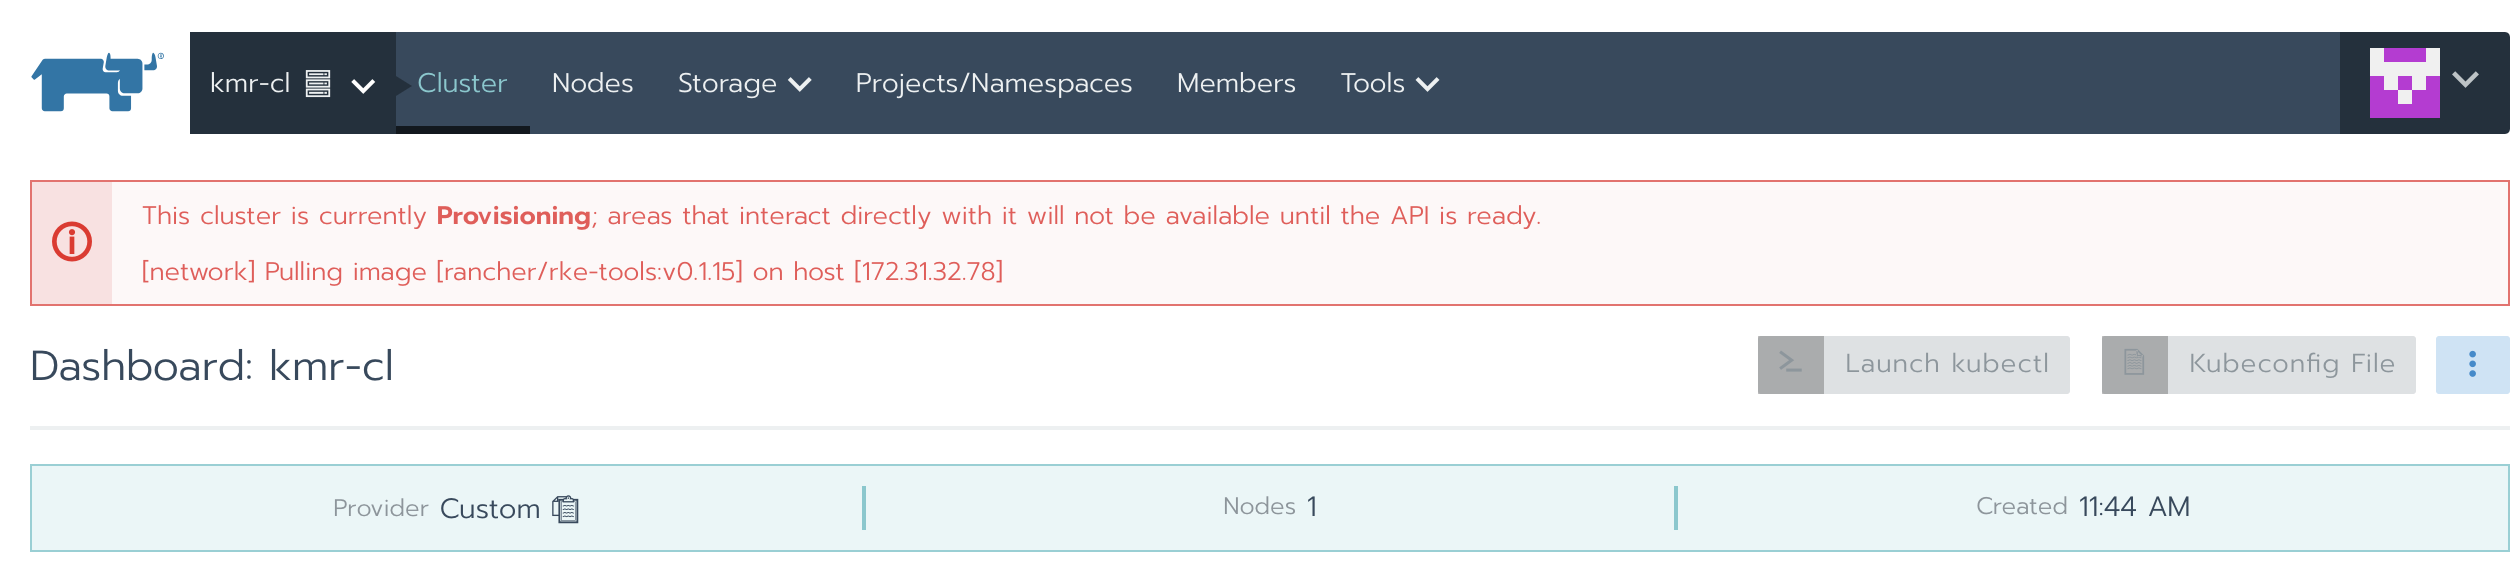 kmr-cl Cluster Nodes Storage Projects/Namespaces Members Tools
This cluster is currently Provisioning; areas that interact directly with it will not be available until the API is ready.
[network] Pulling image [rancher/rke-tools:v0.1.15] on host [172.31.32.78]
Dashboard: kmr-cl
Launch kubectl
Kubeconfig File
Provider Custom
Nodes 1
Created 11:44 AM